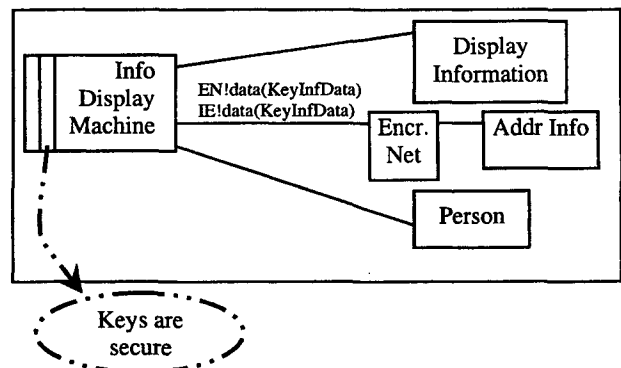 Info
Display
Machine
EN!data(KeyInfData)
IE!data(KeyInfData)
Display
Information
Encr.
Net
Addr Info
Person
Keys are
secure